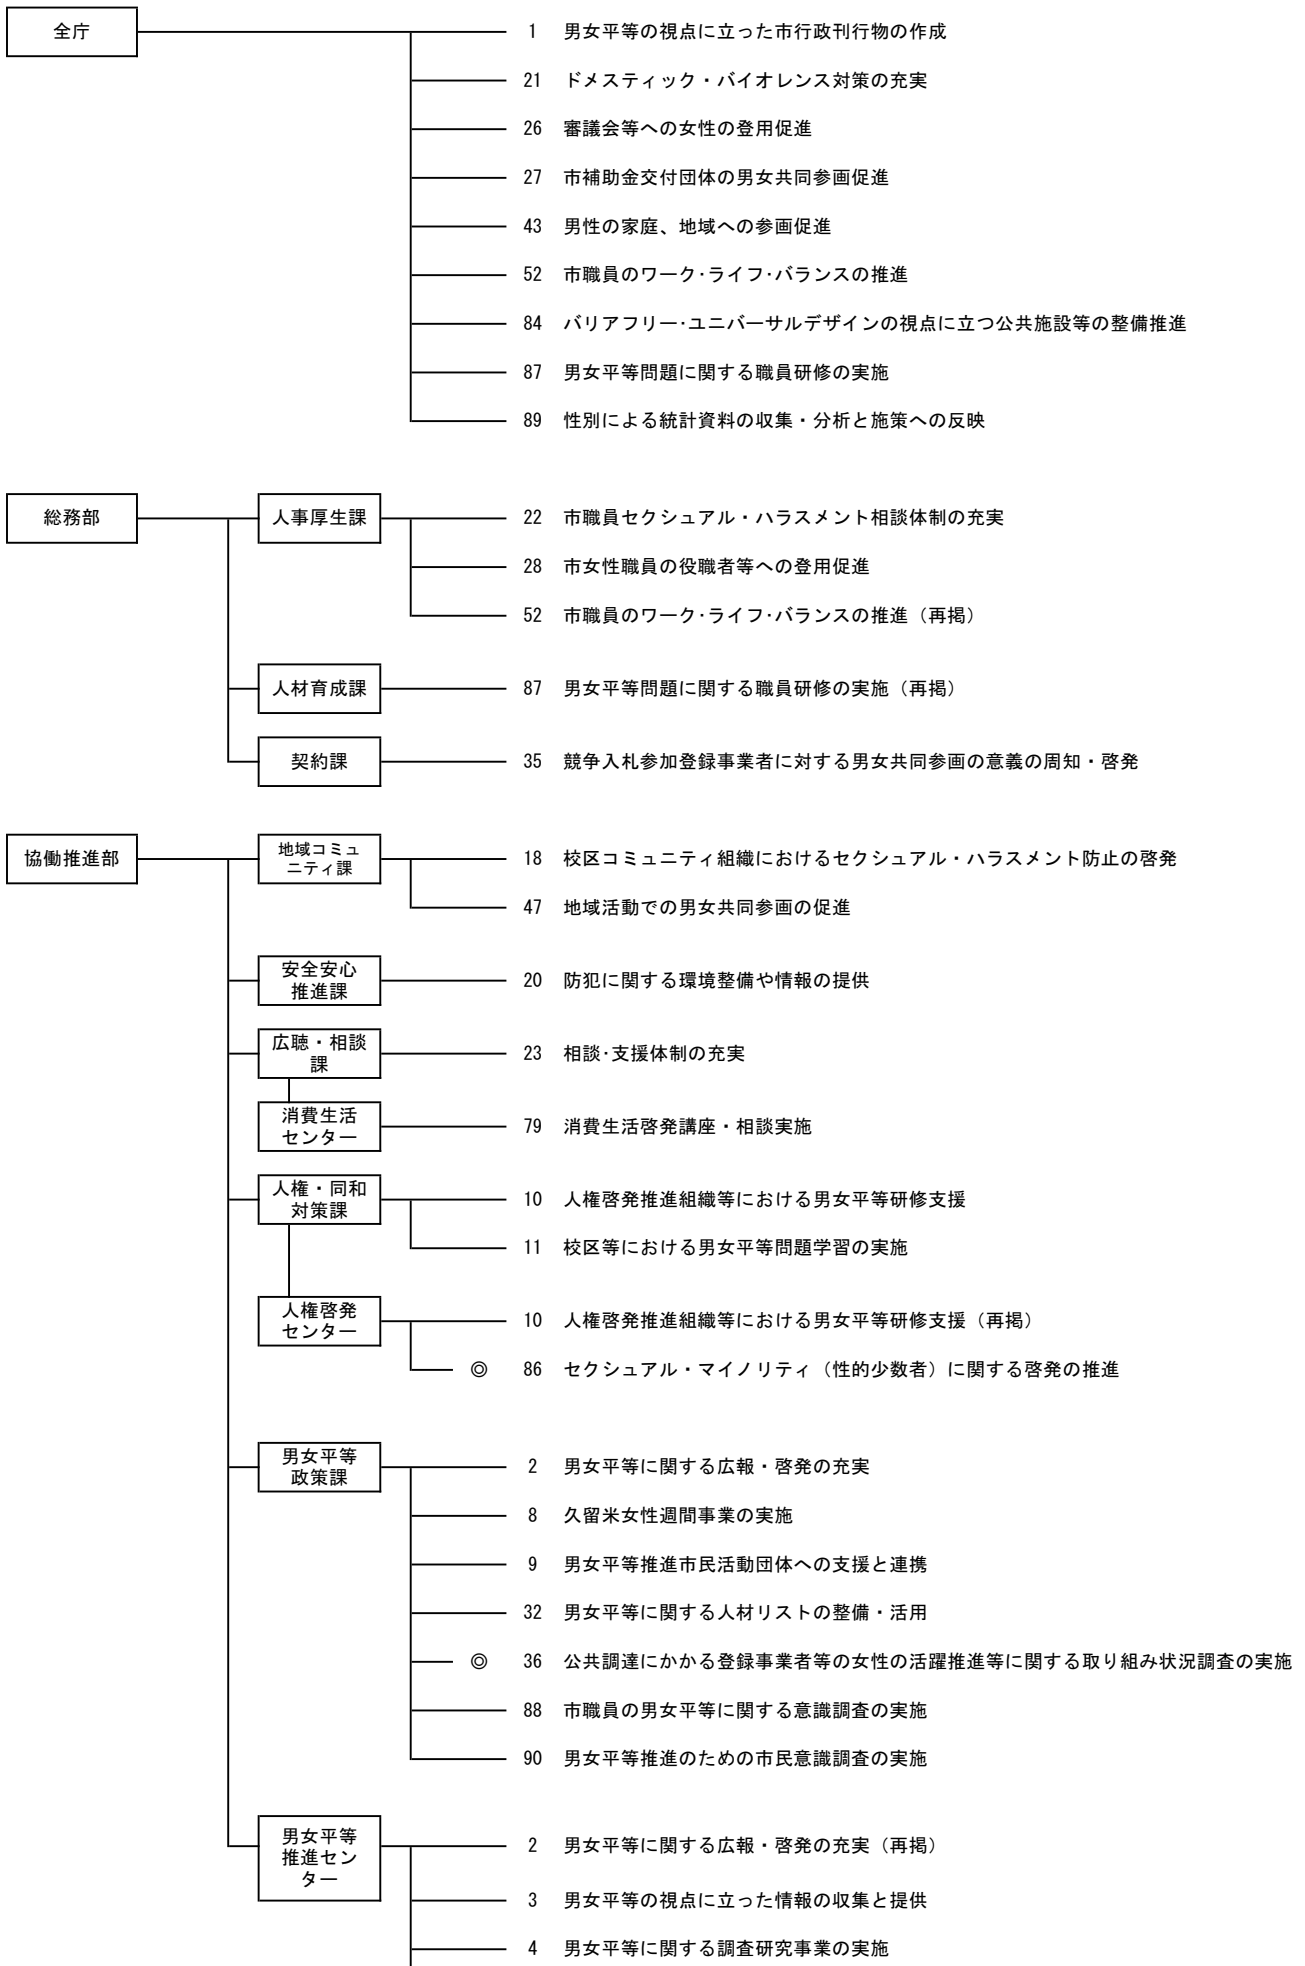 全庁
1 男女平等の視点に立った市行政刊行物の作成
21 ドメスティック・バイオレンス対策の充実
26 審議会等への女性の登用促進
27 市補助金交付団体の男女共同参画促進
43 男性の家庭、地域への参画促進
52 市職員のワーク・ライフ・バランスの推進
84 バリアフリー・ユニバーサルデザインの視点に立つ公共施設等の整備推進
87 男女平等問題に関する職員研修の実施
89 性別による統計資料の収集・分析と施策への反映
総務部
人事厚生課
22 市職員セクシュアル・ハラスメント相談体制の充実
28 市女性職員の役職者等への登用促進
52 市職員のワーク・ライフ・バランスの推進（再掲）
人材育成課
87 男女平等問題に関する職員研修の実施（再掲）
契約課
35 競争入札参加登録事業者に対する男女共同参画の意義の周知・啓発
協働推進部
地域コミュ
ニティ課
18 校区コミュニティ組織におけるセクシュアル・ハラスメント防止の啓発
47 地域活動での男女共同参画の促進
安全安心
推進課
20 防犯に関する環境整備や情報の提供
広聴・相談
課
23 相談・支援体制の充実
消費生活
センター
79 消費生活啓発講座・相談実施
人権・同和
対策課
10 人権啓発推進組織等における男女平等研修支援
11 校区等における男女平等問題学習の実施
人権啓発
センター
10 人権啓発推進組織等における男女平等研修支援（再掲）
◎ 86 セクシュアル・マイノリティ（性的少数者）に関する啓発の推進
男女平等
政策課
2 男女平等に関する広報・啓発の充実
8 久留米女性週間事業の実施
9 男女平等推進市民活動団体への支援と連携
32 男女平等に関する人材リストの整備・活用
◎ 36 公共調達にかかる登録事業者等の女性の活躍推進等に関する取り組み状況調査の実施
88 市職員の男女平等に関する意識調査の実施
90 男女平等推進のための市民意識調査の実施
男女平等
推進セン
ター
2 男女平等に関する広報・啓発の充実（再掲）
3 男女平等の視点に立った情報の収集と提供
4 男女平等に関する調査研究事業の実施